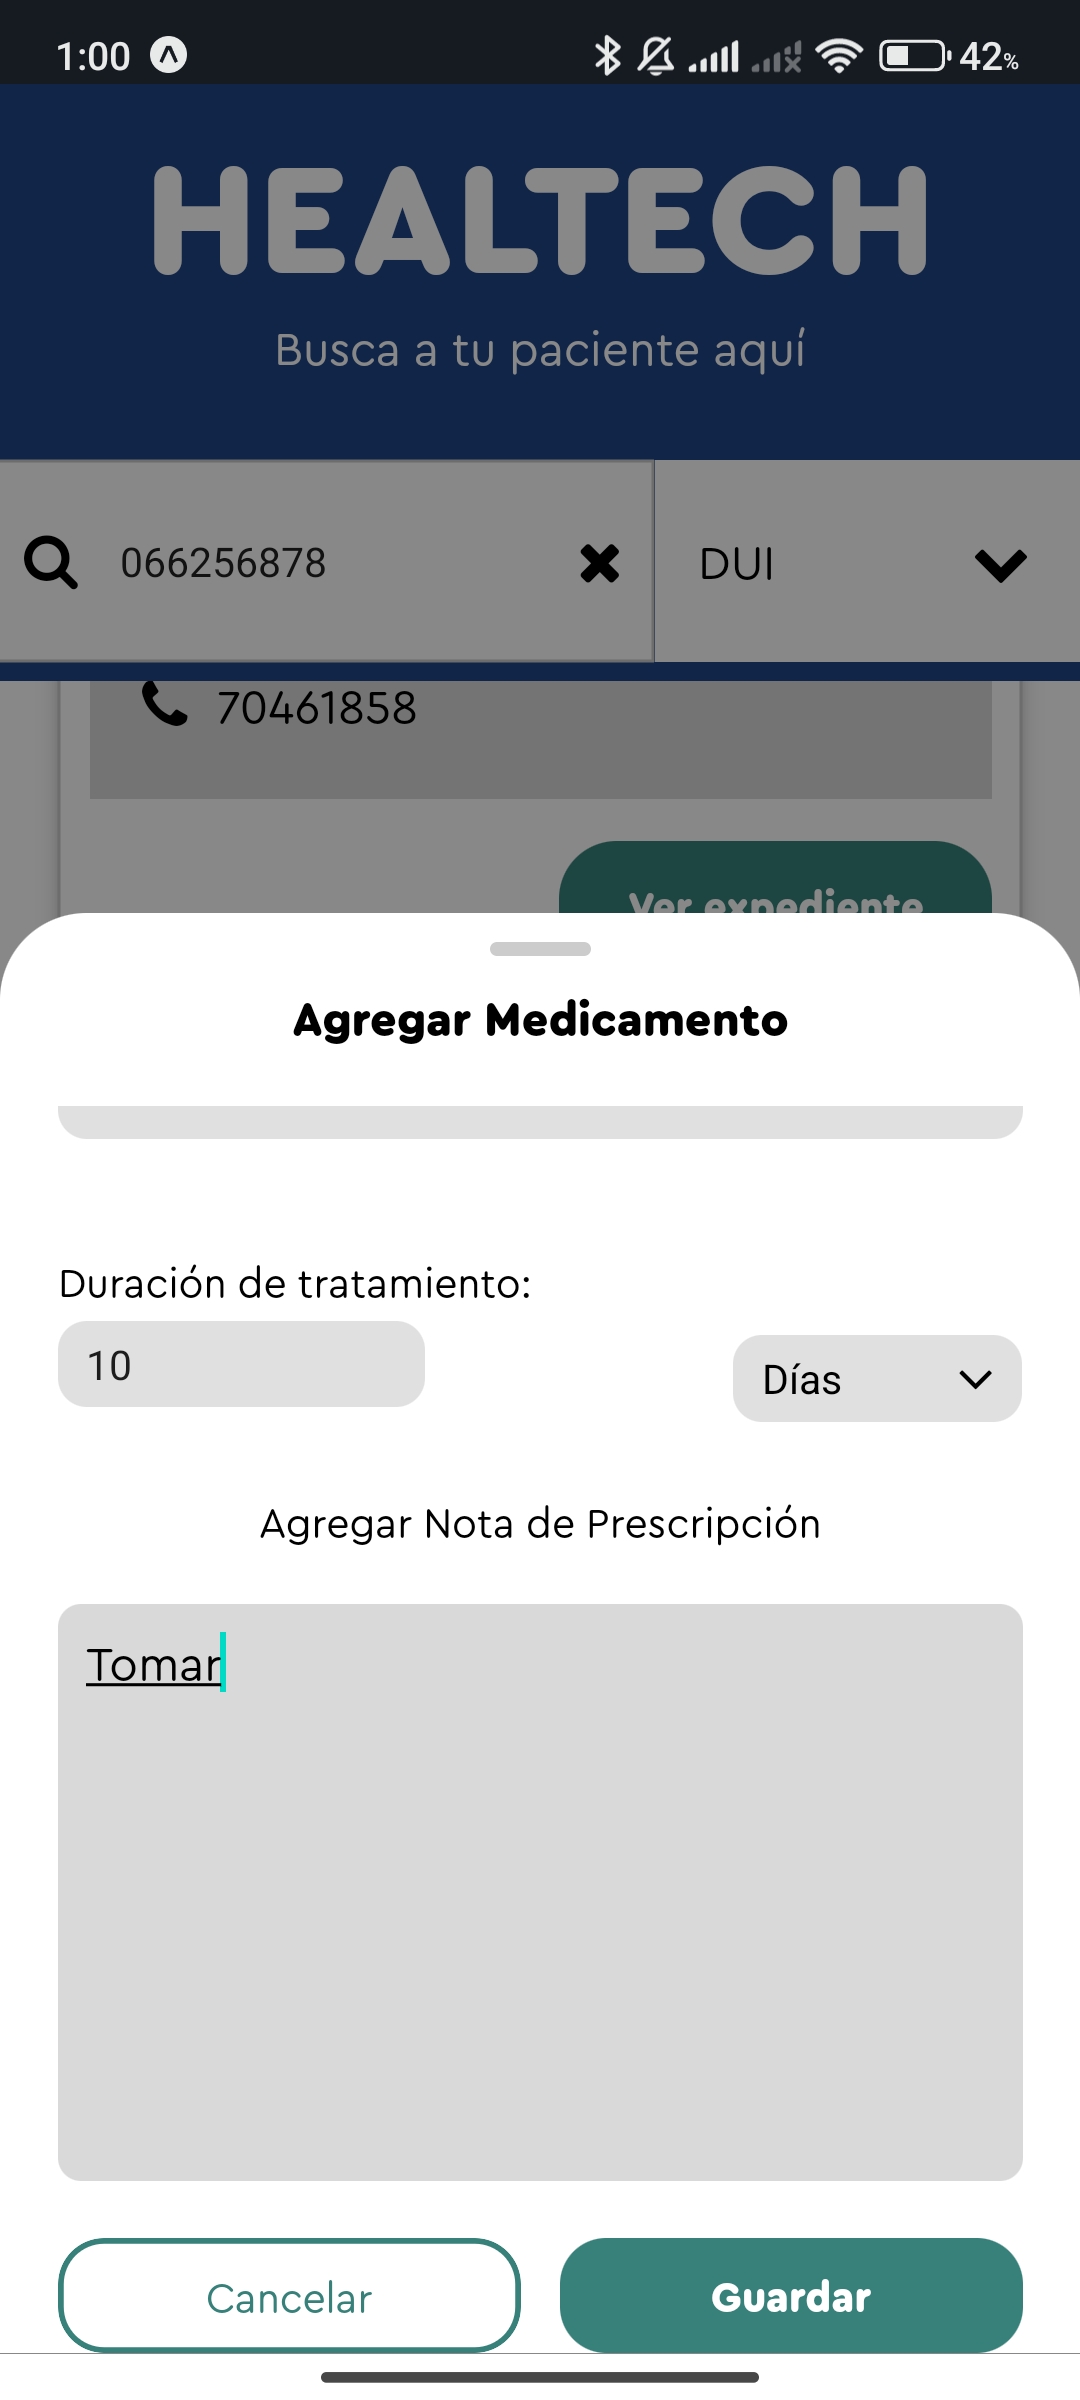 1:00
42%
HEALTECH
Busca a tu paciente aquí
066256878
DUI
70461858
Ver expediente
Agregar Medicamento
Duración de tratamiento:
10
Días
Agregar Nota de Prescripción
Tomar
Cancelar
Guardar